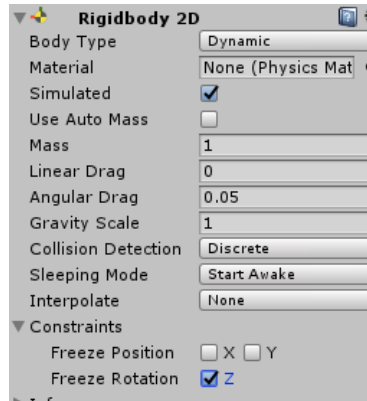 Rigidbody 2D
Body Type Dynamic
Material None (Physics Mat
Simulated
Use Auto Mass
Mass 1
Linear Drag 0
Angular Drag 0.05
Gravity Scale 1
Collision Detection Discrete
Sleeping Mode Start Awake
Interpolate None
Constraints
Freeze Position X Y
Freeze Rotation Z